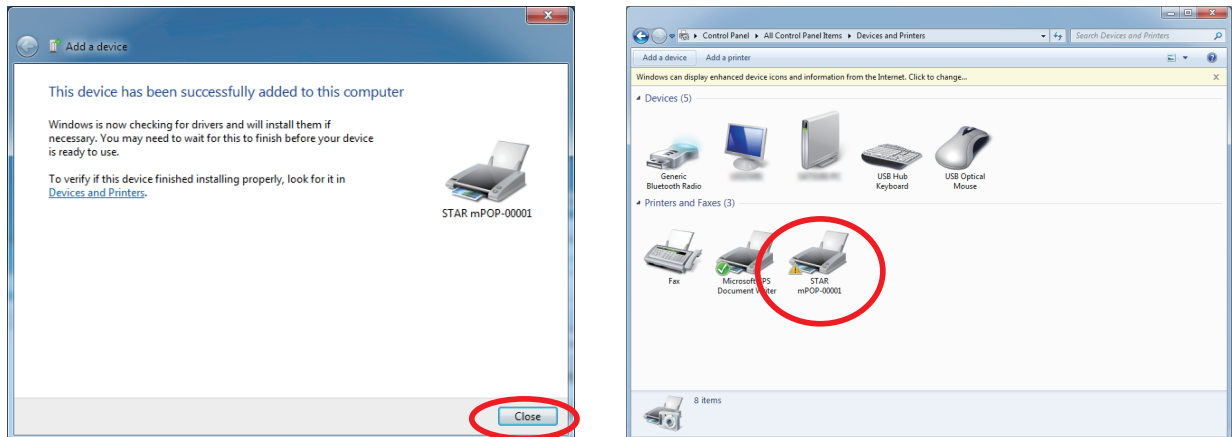 Add a device
This device has been successfully added to this computer
Windows is now checking for drivers and will install them if
necessary. You may need to wait for this to finish before your device
is ready to use.
To verify if this device finished installing properly, look for it in
Devices and Printers.
STAR mPOP-00001
Close
Control Panel All Control Panel Items Devices and Printers
Search Devices and Printers
Add a device Add a printer
Windows can display enhanced device icons and information from the Internet. Click to change...
Devices (5)
Generic
Bluetooth Radio
USB Hub
Keyboard
USB Optical
Mouse
Printers and Faxes (3)
Fax
Microsoft XPS
Document Writer
STAR
mPOP-00001
8 items